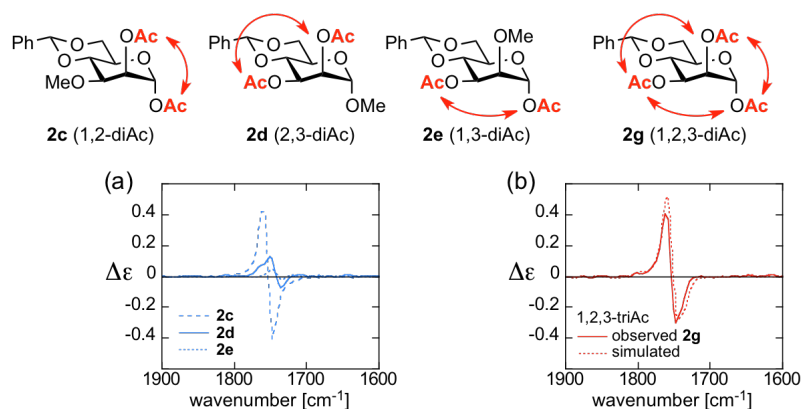 Ph O O O OAc MeO OAc
2c (1,2-diAc)
Ph O O O OAc AcO OMe
2d (2,3-diAc)
Ph O O O OMe AcO OAc
2e (1,3-diAc)
Ph O O O OAc AcO OAc
2g (1,2,3-triAc)
(a)
0.4
0.2
0
-0.2
-0.4
Δε
2c
2d
2e
1900 1800 1700 1600
wavenumber [cm-1]
(b)
0.4
0.2
0
-0.2
-0.4
Δε
1,2,3-triAc
observed 2g
simulated
1900 1800 1700 1600
wavenumber [cm-1]